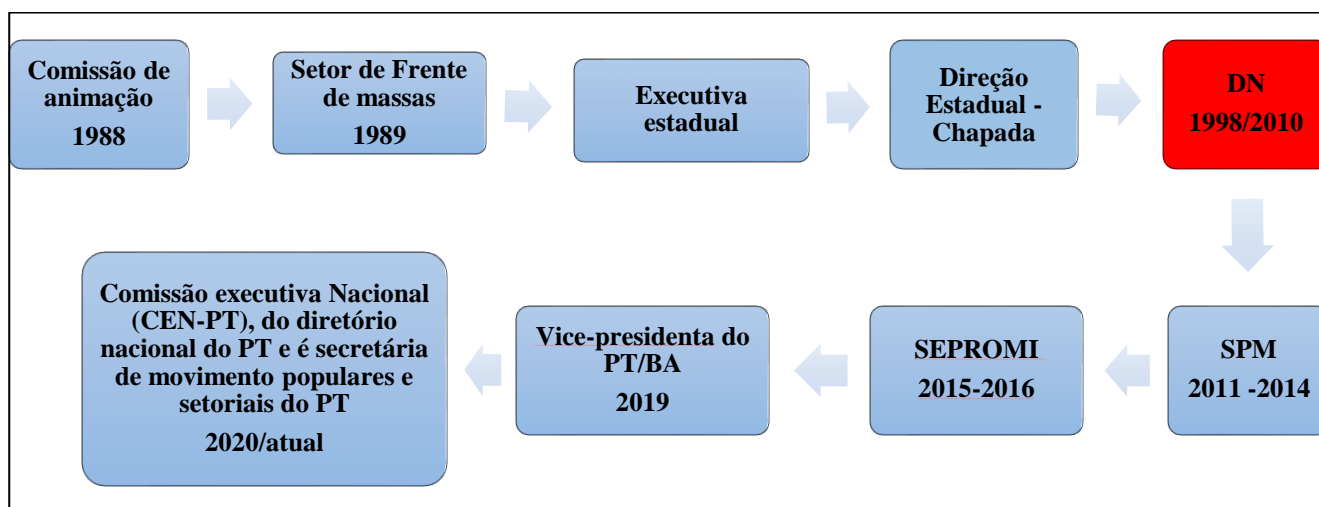 Comissão de
animação
1988
Setor de Frente
de massas
1989
Executiva
estadual
Direção
Estadual -
Chapada
DN
1998/2010
SPM
2011 -2014
SEPROMI
2015-2016
Vice-presidenta do
PT/BA
2019
Comissão executiva Nacional
(CEN-PT), do diretório
nacional do PT e é secretária
de movimento populares e
setoriais do PT
2020/atual